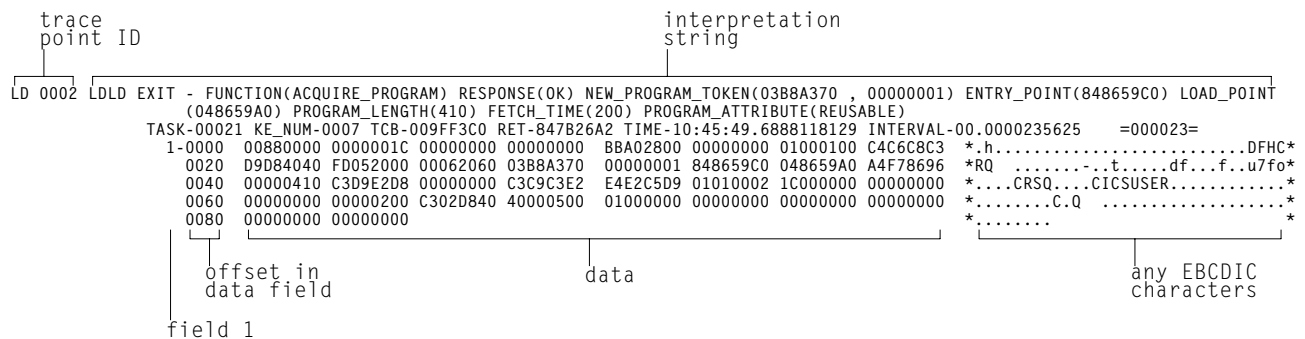 trace
point ID
interpretation
string
LD 0002 LDLD EXIT - FUNCTION(ACQUIRE_PROGRAM) RESPONSE(OK) NEW_PROGRAM_TOKEN(03B8A370 , 00000001) ENTRY_POINT(848659C0) LOAD_POINT
(048659A0) PROGRAM_LENGTH(410) FETCH_TIME(200) PROGRAM_ATTRIBUTE(REUSABLE)
TASK-00021 KE_NUM-0007 TCB-009FF3C0 RET-847B26A2 TIME-10:45:49.6888118129 INTERVAL-00.0000235625 =000023=
1-0000 00880000 0000001C 00000000 00000000 BBA02800 00000000 01000100 C4C6C8C3 *.h..........................DFHC*
0020 D9D84040 FD052000 00062060 03B8A370 00000001 848659C0 048659A0 A4F78696 *RQ .......-..t.....df...f..u7fo*
0040 00000410 C3D9E2D8 00000000 C3C9C3E2 E4E2C5D9 01010002 1C000000 00000000 *....CRSQ....CICSUSER............*
0060 00000000 00000200 C302D840 40000500 01000000 00000000 00000000 00000000 *........C.Q ...................*
0080 00000000 00000000 *........ *
offset in
data field
data
any EBCDIC
characters
field 1